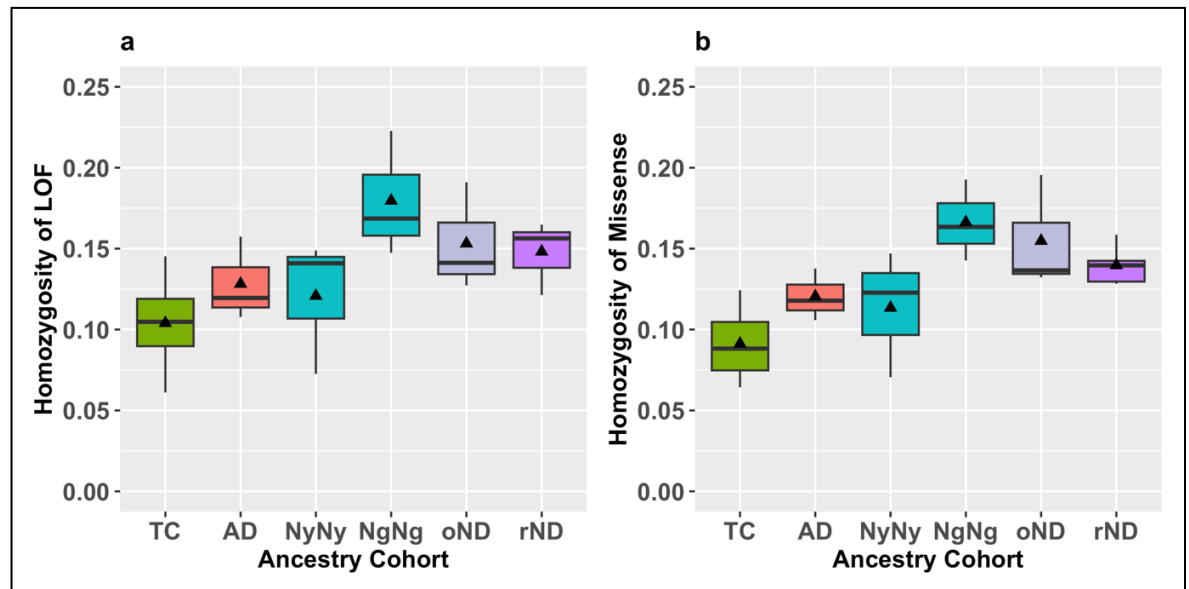 a
Homozygosity of LOF
0.25
0.20
0.15
0.10
0.05
0.00
TC AD NyNy NgNg oND rND
Ancestry Cohort
b
Homozygosity of Missense
0.25
0.20
0.15
0.10
0.05
0.00
TC AD NyNy NgNg oND rND
Ancestry Cohort